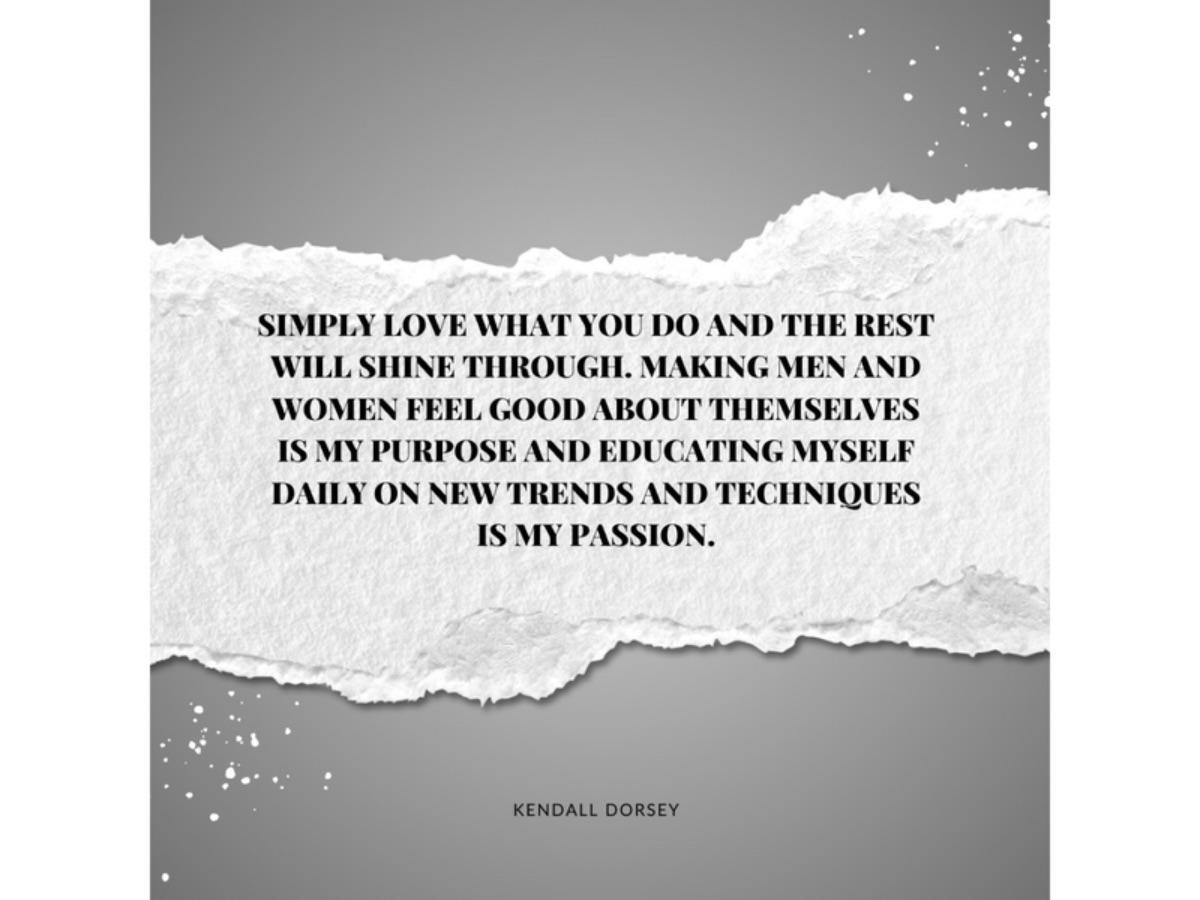 SIMPLY LOVE WHAT YOU DO AND THE REST
WILL SHINE THROUGH. MAKING MEN AND
WOMEN FEEL GOOD ABOUT THEMSELVES
IS MY PURPOSE AND EDUCATING MYSELF
DAILY ON NEW TRENDS AND TECHNIQUES
IS MY PASSION.
KENDALL DORSEY